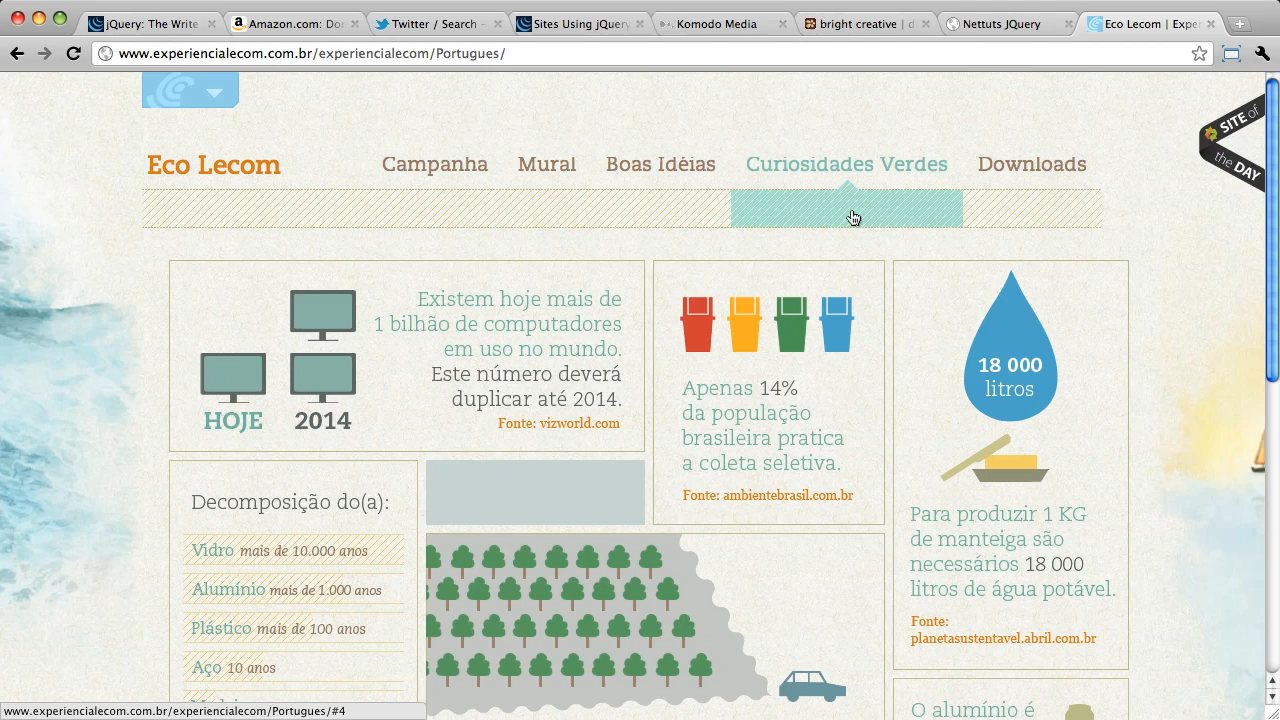 jQuery: The Write
Amazon.com: Do
Twitter / Search -
Sites Using jQuery
Komodo Media
bright creative | d
Nettuts JQuery
Eco Lecom | Expe
www.experiencialecom.com.br/experiencialecom/Portugues/
SITE of
the DAY
Eco Lecom
Campanha
Mural
Boas Idéias
Curiosidades Verdes
Downloads
Existem hoje mais de
1 bilhão de computadores
em uso no mundo.
Este número deverá
duplicar até 2014.
Fonte: vizworld.com
HOJE
2014
Apenas 14%
da população
brasileira pratica
a coleta seletiva.
Fonte: ambientebrasil.com.br
18 000
litros
Para produzir 1 KG
de manteiga são
necessários 18 000
litros de água potável.
Fonte:
planetasustentavel.abril.com.br
Decomposição do(a):
Vidro mais de 10.000 anos
Alumínio mais de 1.000 anos
Plástico mais de 100 anos
Aço 10 anos
O alumínio é
www.experiencialecom.com.br/experiencialecom/Portugues/#4